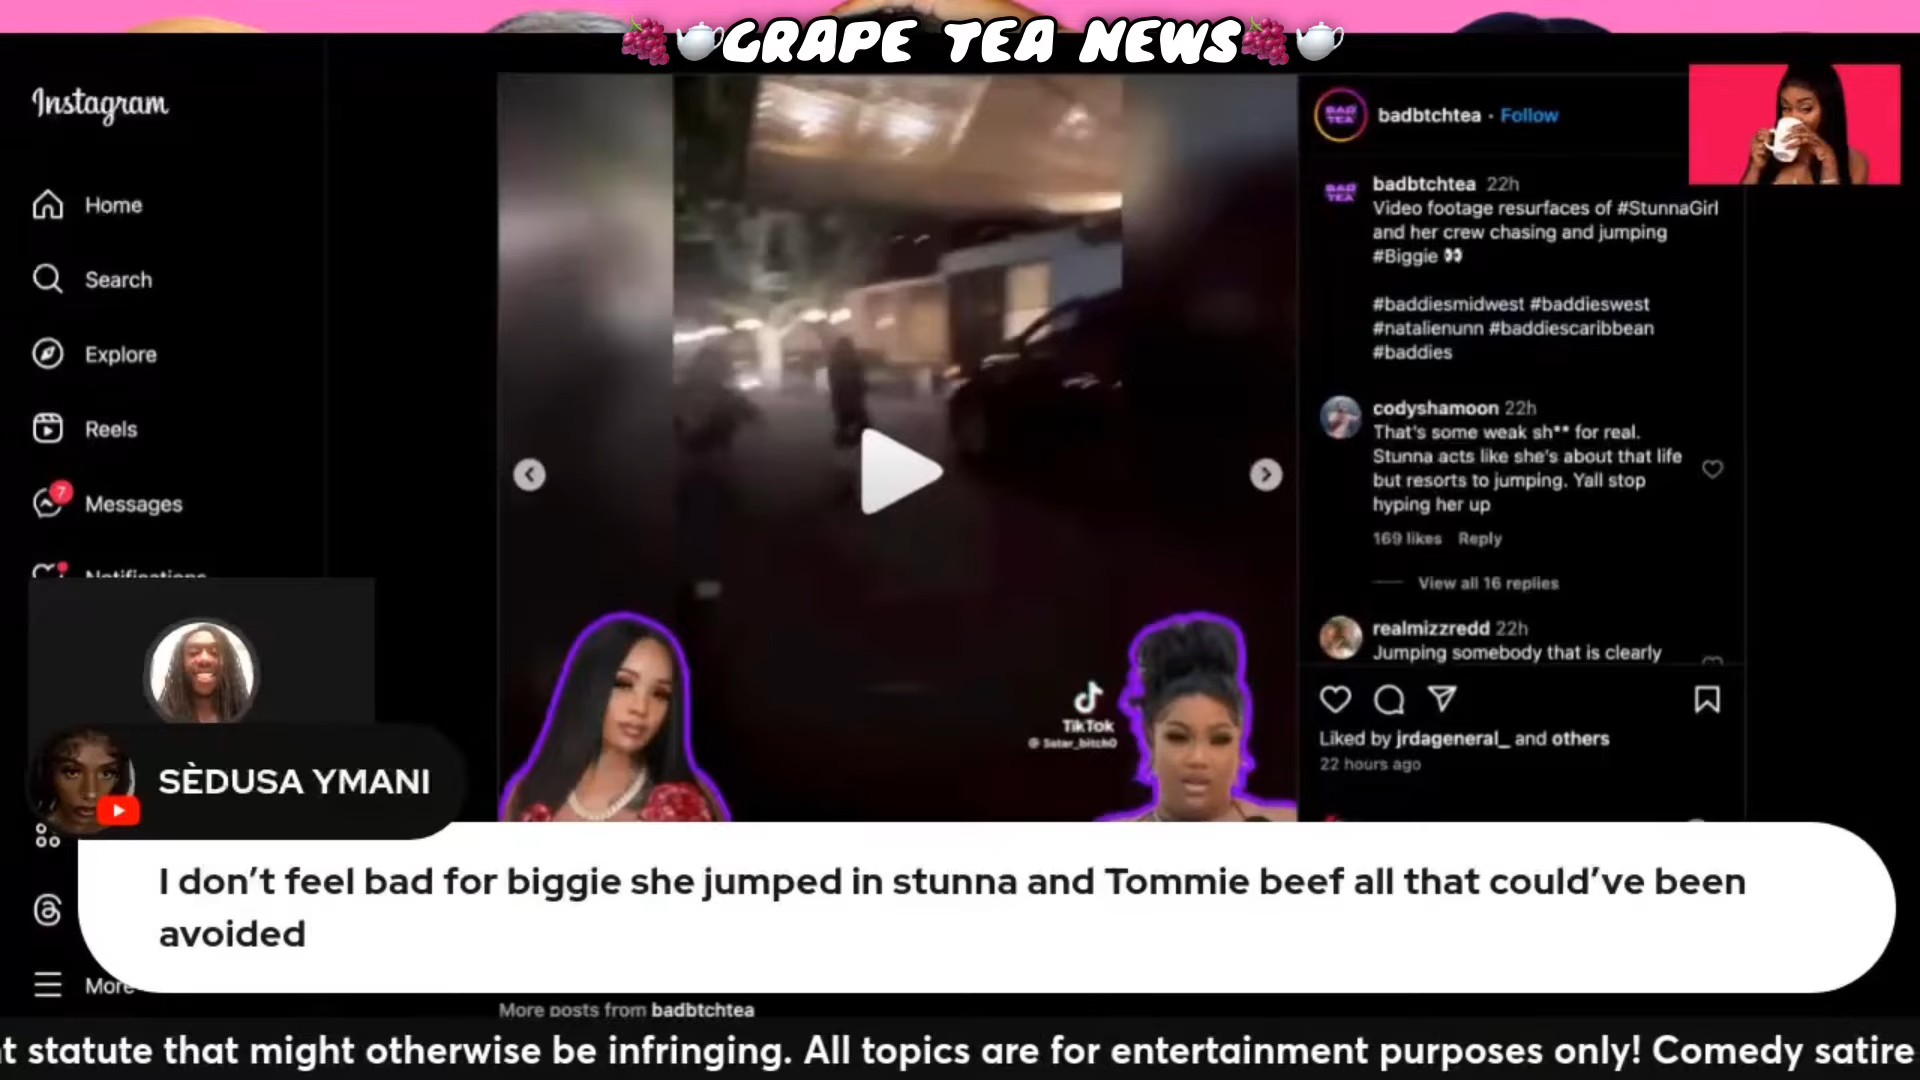 🍇🫖GRAPE TEA NEWS🍇🫖
Instagram
Home
Search
Explore
Reels
7
Messages
Notifications
More
badbtchtea • Follow
BAD
TEA
badbtchtea 22h
Video footage resurfaces of #StunnaGirl
and her crew chasing and jumping
#Biggie 👀
#baddiesmidwest #baddieswest
#natalienunn #baddiescaribbean
#baddies
codyshamoon 22h
That's some weak sh** for real.
Stunna acts like she's about that life
but resorts to jumping. Yall stop
hyping her up
169 likes Reply
View all 16 replies
realmizzredd 22h
Jumping somebody that is clearly
Liked by jrdageneral_ and others
22 hours ago
TikTok
SÈDUSA YMANI
I don’t feel bad for biggie she jumped in stunna and Tommie beef all that could’ve been
avoided
More posts from badbtchtea
t statute that might otherwise be infringing. All topics are for entertainment purposes only! Comedy satire